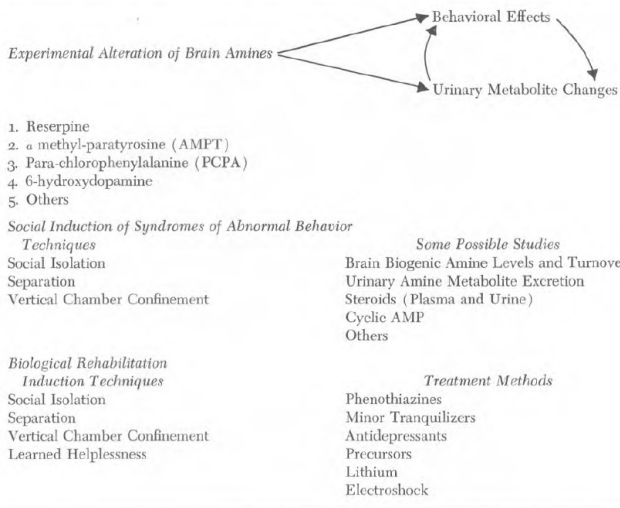 Behavioral Effects
Experimental Alteration of Brain Amines
Urinary Metabolite Changes
1. Reserpine
2. α methyl-paratyrosine (AMPT)
3. Para-chlorophenylalanine (PCPA)
4. 6-hydroxydopamine
5. Others
Social Induction of Syndromes of Abnormal Behavior
Techniques
Social Isolation
Separation
Vertical Chamber Confinement
Some Possible Studies
Brain Biogenic Amine Levels and Turnove
Urinary Amine Metabolite Excretion
Steroids (Plasma and Urine)
Cyclic AMP
Others
Biological Rehabilitation
Induction Techniques
Social Isolation
Separation
Vertical Chamber Confinement
Learned Helplessness
Treatment Methods
Phenothiazines
Minor Tranquilizers
Antidepressants
Precursors
Lithium
Electroshock